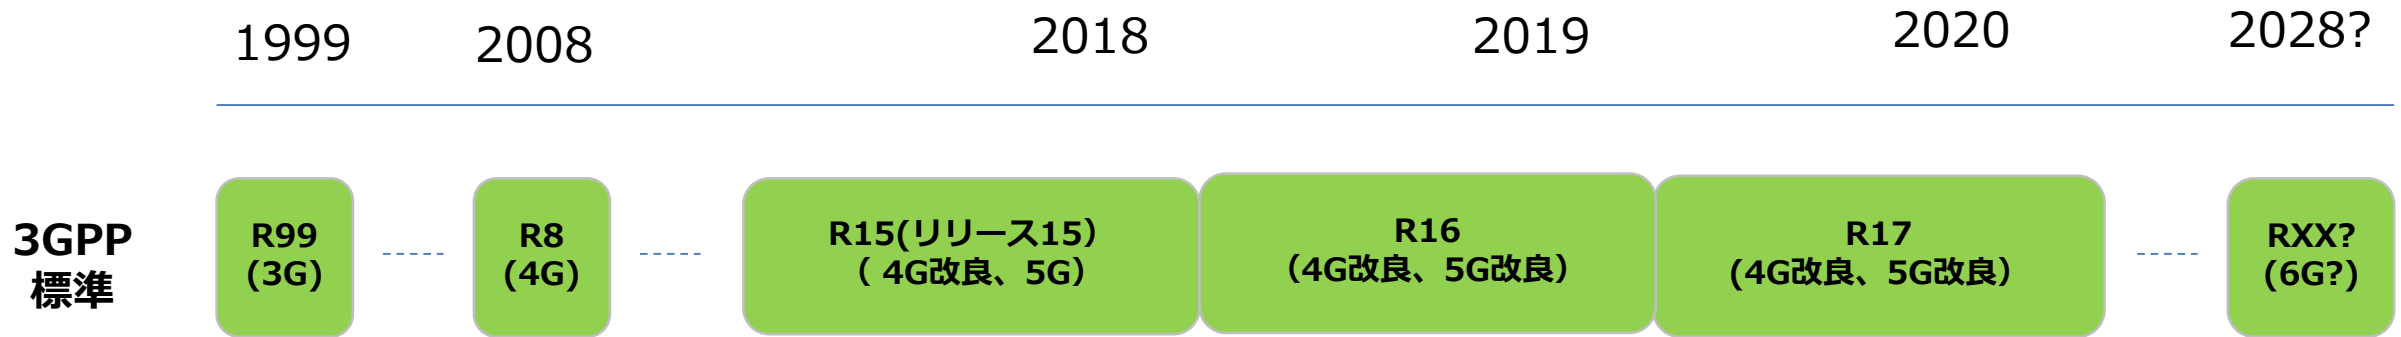 1999
2008
2018
2019
2020
2028?
3GPP
標準
R99
(3G)
R8
(4G)
R15(リリース15）
（ 4G改良、5G）
R16
（4G改良、5G改良）
R17
（4G改良、5G改良）
RXX?
(6G?)